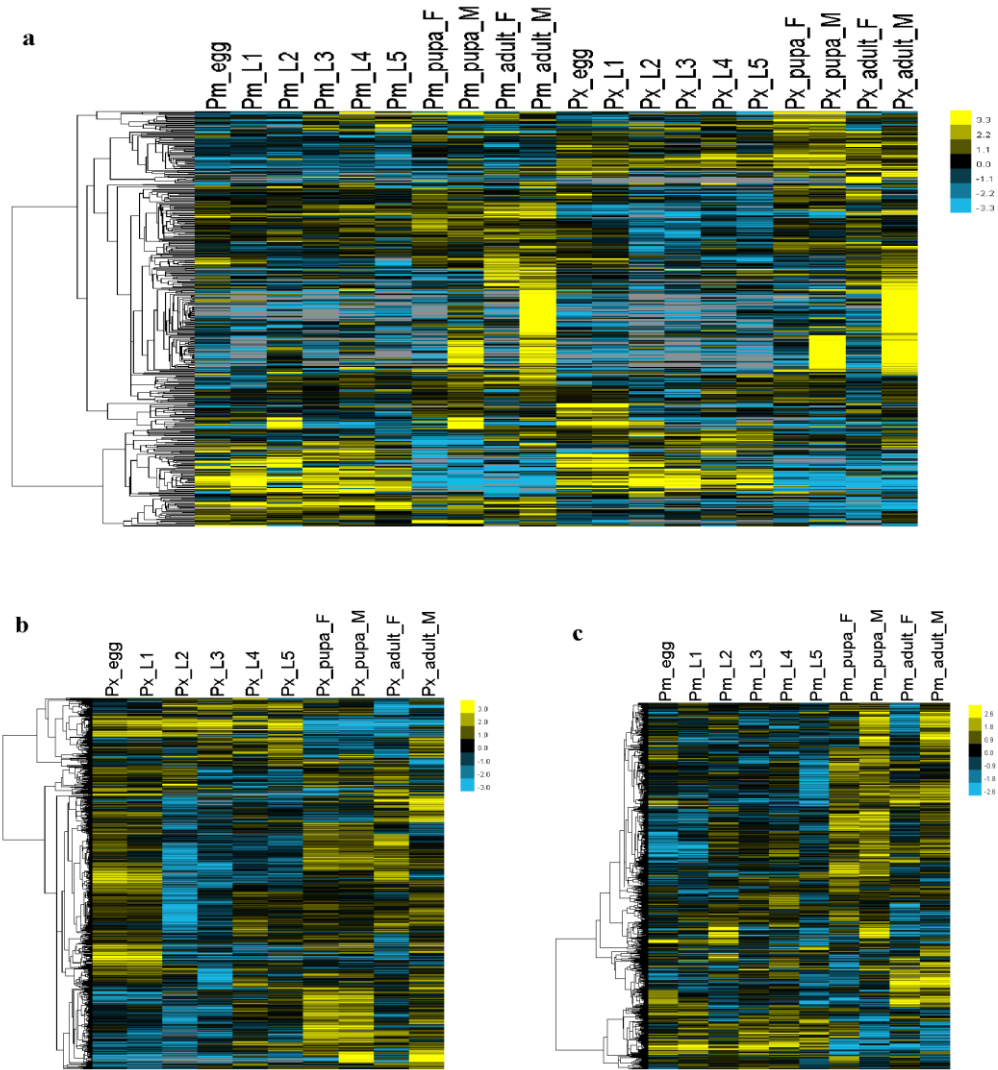 a
Pm_egg
Pm_L1
Pm_L2
Pm_L3
Pm_L4
Pm_L5
Pm_pupa_F
Pm_pupa_M
Pm_adult_F
Pm_adult_M
Px_egg
Px_L1
Px_L2
Px_L3
Px_L4
Px_L5
Px_pupa_F
Px_pupa_M
Px_adult_F
Px_adult_M
3.3
2.2
1.1
0.0
-1.1
-2.2
-3.3
b
Px_egg
Px_L1
Px_L2
Px_L3
Px_L4
Px_L5
Px_pupa_F
Px_pupa_M
Px_adult_F
Px_adult_M
3.0
2.0
1.0
0.0
-1.0
-2.0
-3.0
c
Pm_egg
Pm_L1
Pm_L2
Pm_L3
Pm_L4
Pm_L5
Pm_pupa_F
Pm_pupa_M
Pm_adult_F
Pm_adult_M
2.6
1.8
0.9
0.0
-0.9
-1.8
-2.6